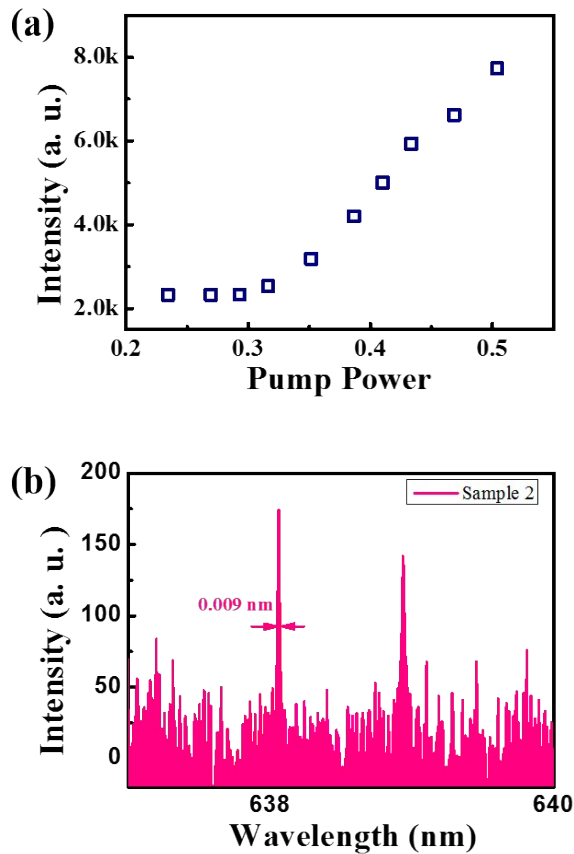 (a)
Intensity (a. u.)
8.0k
6.0k
4.0k
2.0k
0.2
0.3
0.4
0.5
Pump Power
(b)
Intensity (a. u. )
200
150
100
50
0
Sample 2
0.009 nm
638
640
Wavelength (nm)